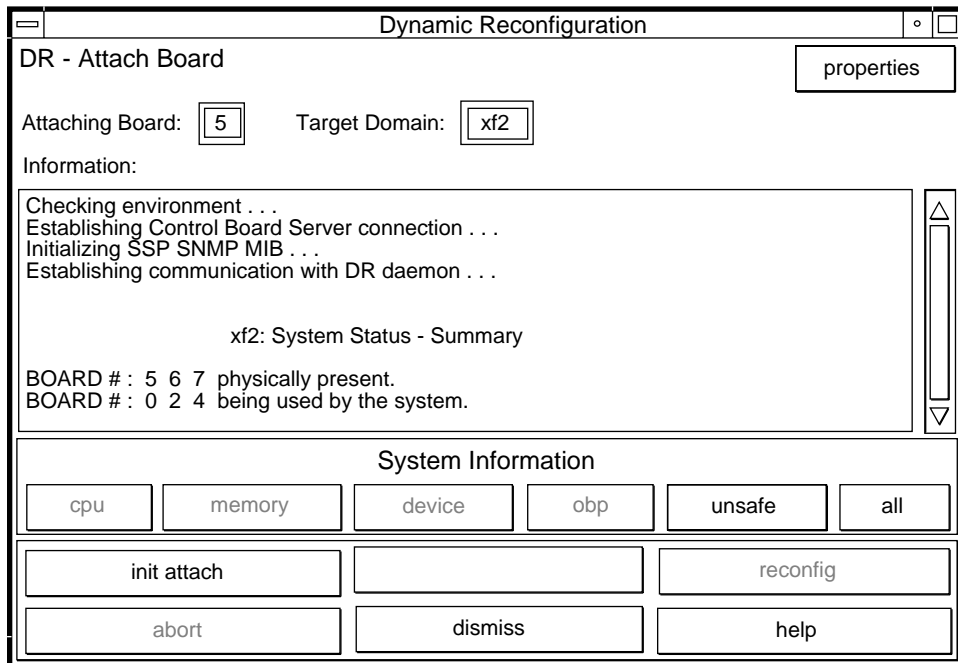 Dynamic Reconfiguration
DR - Attach Board
properties
Attaching Board: 5 Target Domain: xf2
Information:
Checking environment . . .
Establishing Control Board Server connection . . .
Initializing SSP SNMP MIB . . .
Establishing communication with DR daemon . . .
xf2: System Status - Summary
BOARD # : 5 6 7 physically present.
BOARD # : 0 2 4 being used by the system.
System Information
cpu memory device obp unsafe all
init attach reconfig
abort dismiss help